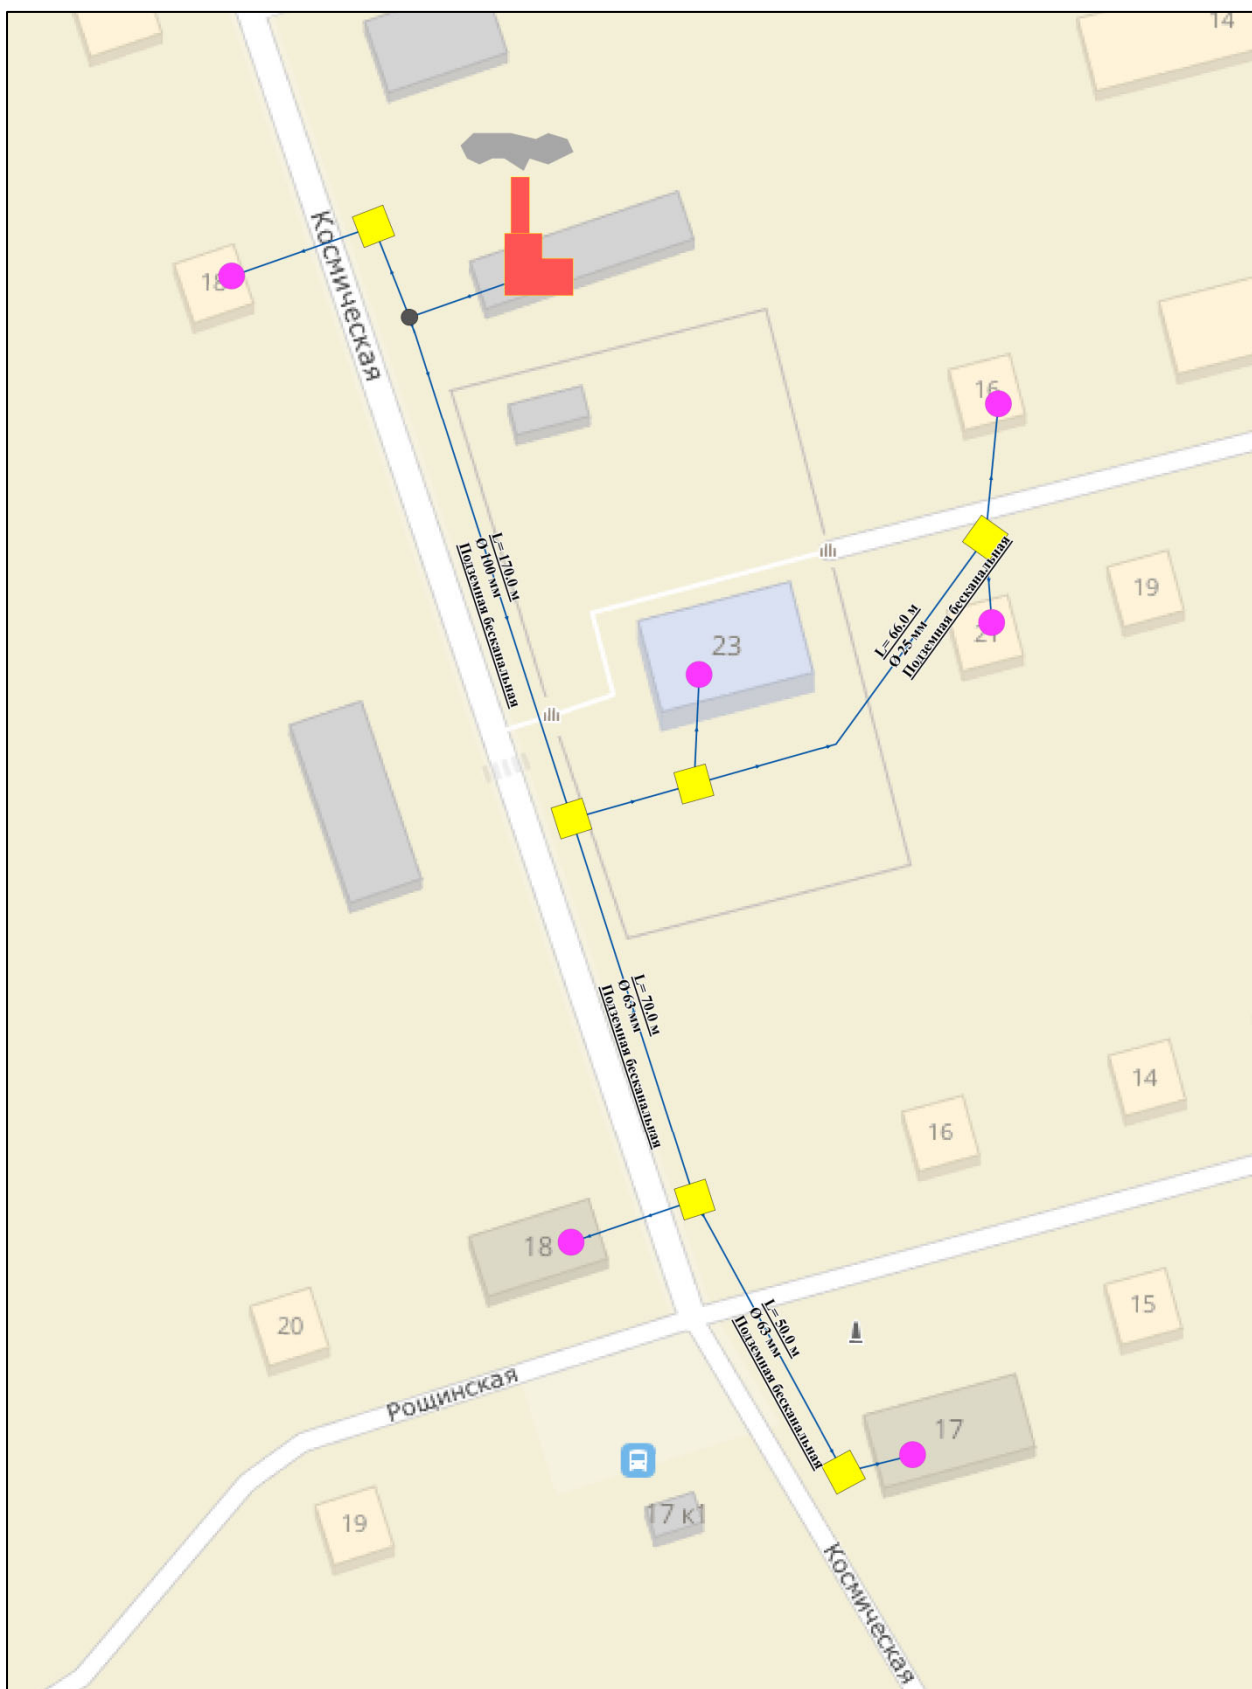 14
Космическая
18
16
L= 170.0 м
Ø 100 мм
Подземная бесканальная
19
21
23
L= 66.0 м
Ø 25 мм
Подземная бесканальная
L= 70.0 м
Ø 63 мм
Подземная бесканальная
14
16
18
20
15
L= 50.0 м
Ø 63 мм
Подземная бесканальная
Рощинская
17
19
17 к1
Космическая